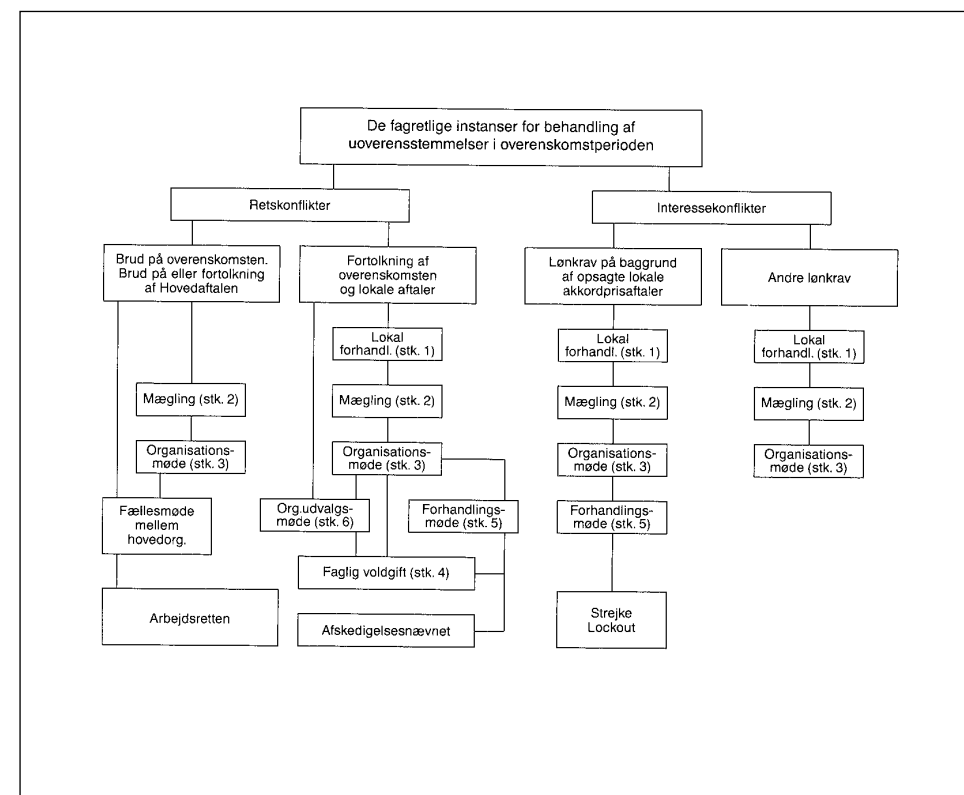 De fagretlige instanser for behandling af
uoverensstemmelser i overenskomstperioden
Retskonflikter
Interessekonflikter
Brud på overenskomsten.
Brud på eller fortolkning
af Hovedaftalen
Fortolkning af
overenskomsten
og lokale aftaler
Lønkrav på baggrund
af opsagte lokale
akkordprisaftaler
Andre lønkrav
Lokal
forhandl. (stk. 1)
Lokal
forhandl. (stk. 1)
Lokal
forhandl. (stk. 1)
Mægling (stk. 2)
Mægling (stk. 2)
Mægling (stk. 2)
Mægling (stk. 2)
Organisations-
møde (stk. 3)
Organisations-
møde (stk. 3)
Organisations-
møde (stk. 3)
Organisations-
møde (stk. 3)
Fællesmøde
mellem
hovedorg.
Org.udvalgs-
møde (stk. 6)
Forhandlings-
møde (stk. 5)
Forhandlings-
møde (stk. 5)
Faglig voldgift (stk. 4)
Arbejdsretten
Afskedigelsesnævnet
Strejke
Lockout